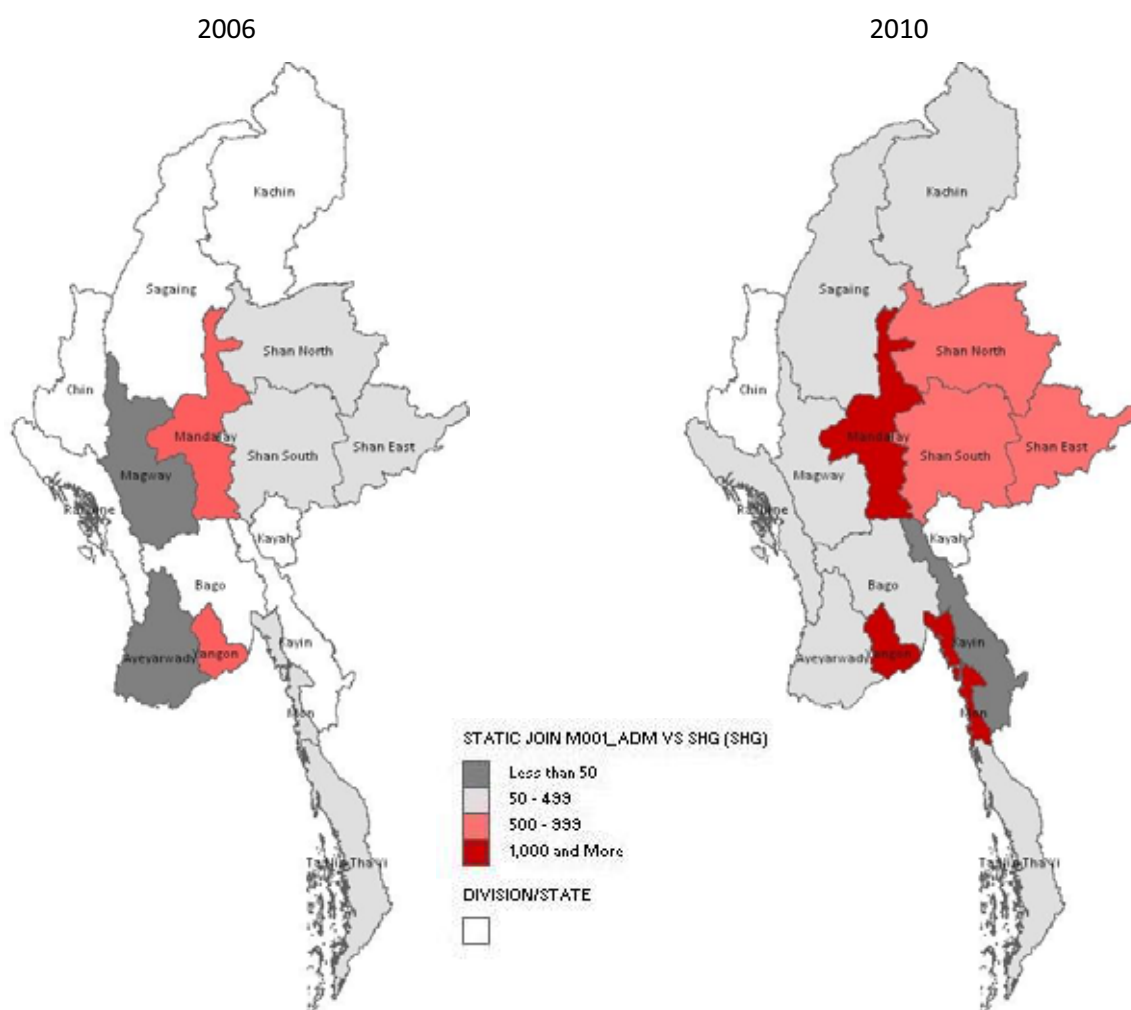 2006
2010
Kachin
Sagaing
Shan North
Chin
Mandalay
Shan East
Shan South
Magway
Kayah
Bago
Kayin
Ayeyarwady
Yangon
Mon
Kachin
Sagaing
Shan North
Chin
Mandalay
Shan East
Shan South
Magway
Kayah
Bago
Kayin
Ayeyarwady
Yangon
Mon
STATIC JOIN M001_ADM VS SHG (SHG)
Less than 50
50 - 499
500 - 999
1,000 and More
DIVISION/STATE